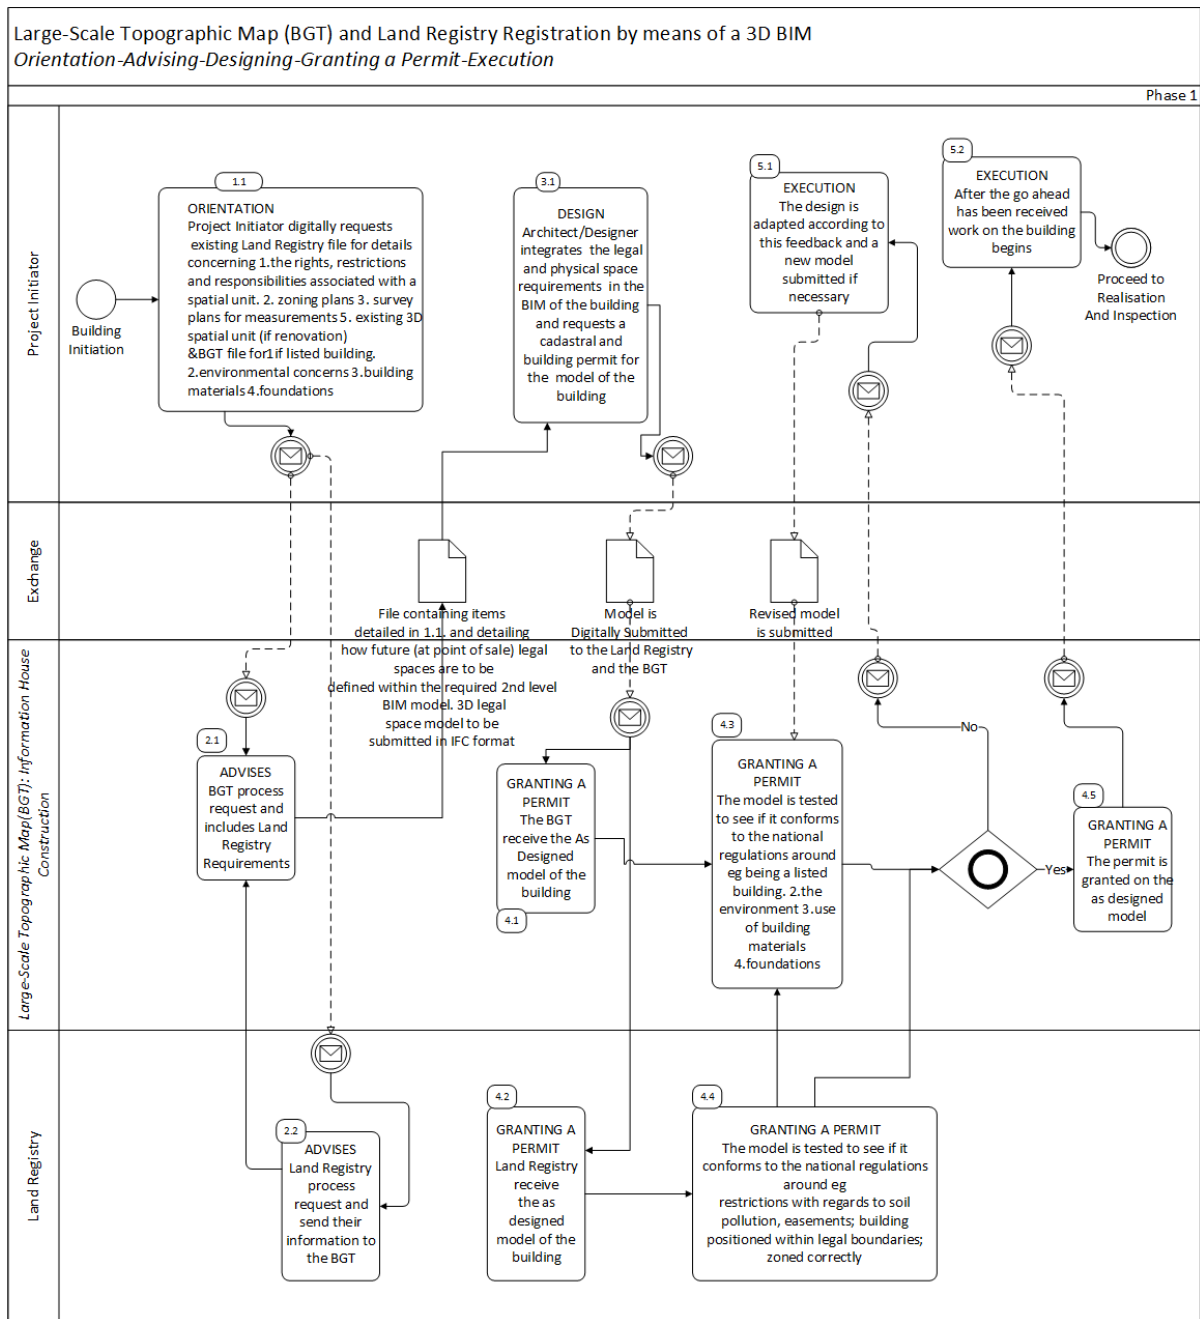 Large-Scale Topographic Map (BGT) and Land Registry Registration by means of a 3D BIM
Orientation-Advising-Designing-Granting a Permit-Execution
Phase 1
Project Initiator
Building
Initiation
1.1
ORIENTATION
Project Initiator digitally requests
existing Land Registry file for details
concerning 1.the rights, restrictions
and responsibilities associated with a
spatial unit. 2. zoning plans 3. survey
plans for measurements 5. existing 3D
spatial unit (if renovation)
&BGT file for1if listed building.
2.environmental concerns 3.building
materials 4.foundations
3.1
DESIGN
Architect/Designer
integrates the legal
and physical space
requirements in the
BIM of the building
and requests a
cadastral and
building permit for
the model of the
building
5.1
EXECUTION
The design is
adapted according to
this feedback and a
new model
submitted if
necessary
5.2
EXECUTION
After the go ahead
has been received
work on the building
begins
Proceed to
Realisation
And Inspection
Exchange
File containing items
detailed in 1.1. and detailing
how future (at point of sale) legal
spaces are to be
defined within the required 2nd level
BIM model. 3D legal
space model to be
submitted in IFC format
Model is
Digitally Submitted
to the Land Registry
and the BGT
Revised model
is submitted
Large-Scale Topographic Map(BGT): Information House
Construction
2.1
ADVISES
BGT process
request and
includes Land
Registry
Requirements
GRANTING A
PERMIT
The BGT
receive the As
Designed
model of the
building
4.1
4.3
GRANTING A
PERMIT
The model is tested
to see if it conforms
to the national
regulations around
eg being a listed
building. 2.the
environment 3.use
of building
materials
4.foundations
No
Yes
4.5
GRANTING A
PERMIT
The permit is
granted on the
as designed
model
Land Registry
2.2
ADVISES
Land Registry
process
request and
send their
information to
the BGT
4.2
GRANTING A
PERMIT
Land Registry
receive
the as
designed
model of the
building
4.4
GRANTING A PERMIT
The model is tested to see if it
conforms to the national regulations
around eg
restrictions with regards to soil
pollution, easements; building
positioned within legal boundaries;
zoned correctly